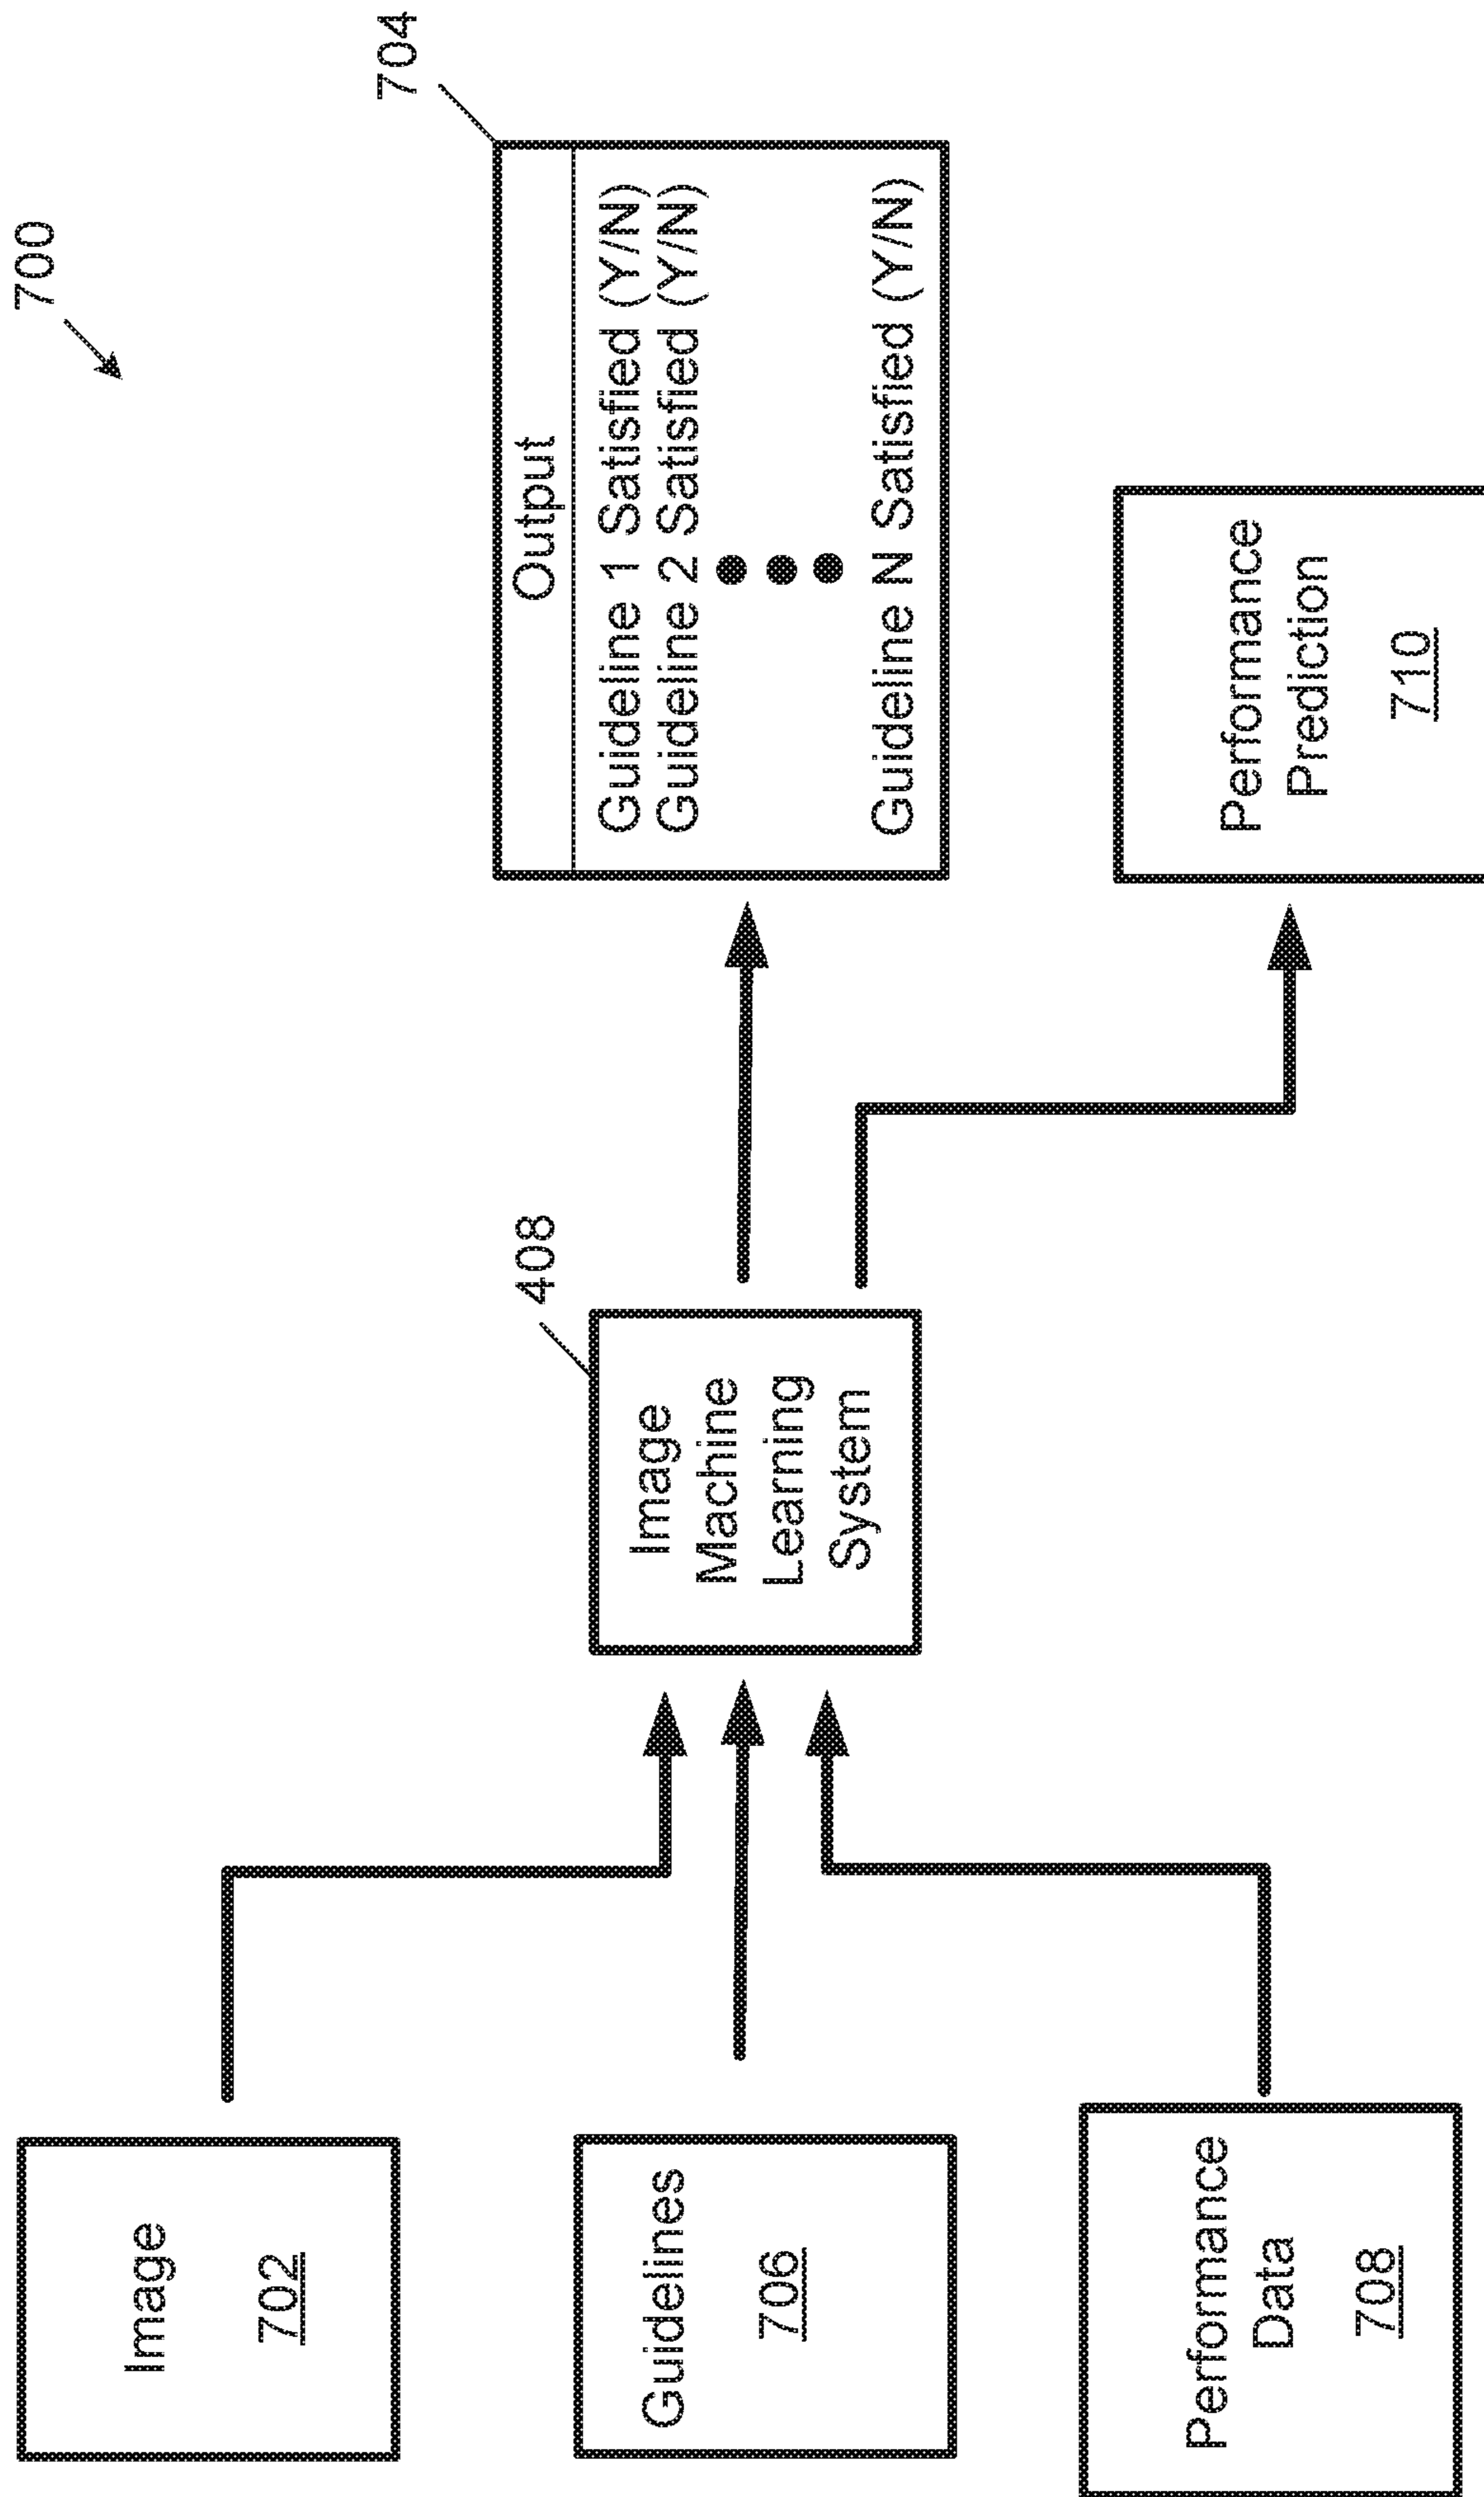 700
Image
702
Guidelines
706
Performance
Data
708
408
Image
Machine
Learning
System
704
Output
Guideline 1 Satisfied (Y/N)
Guideline 2 Satisfied (Y/N)
Guideline N Satisfied (Y/N)
Performance
Prediction
710